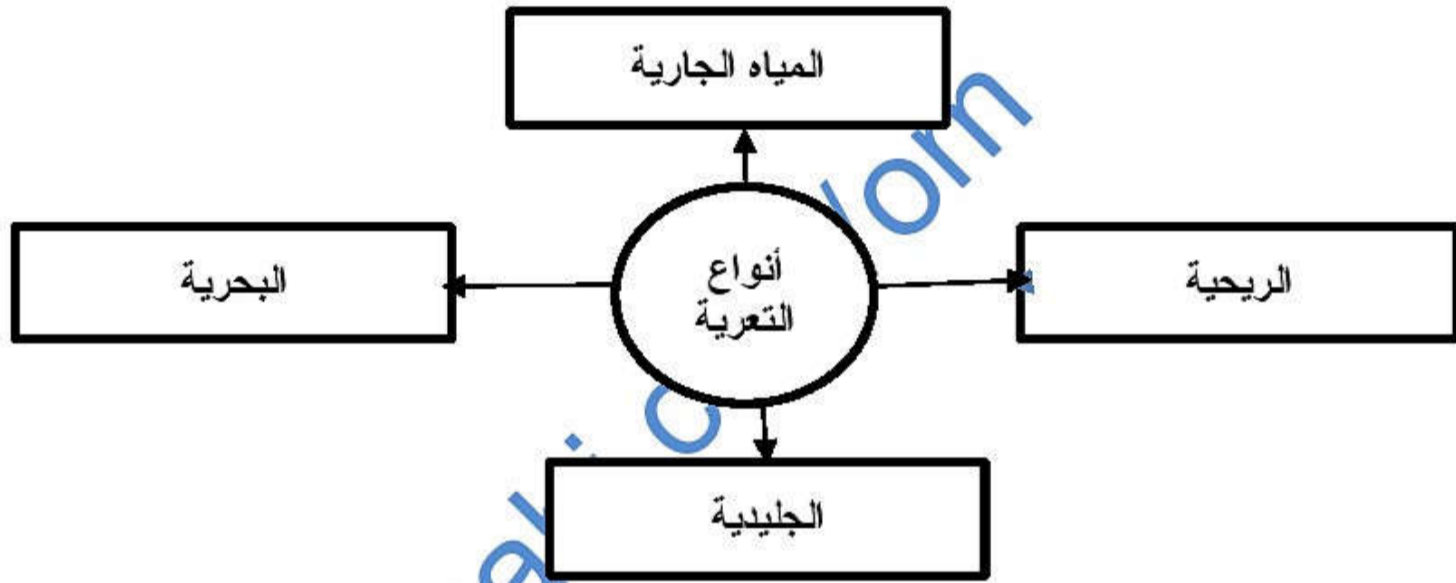 المياه الجارية
أنواع
التعرية
الريحية
البحرية
الجليدية